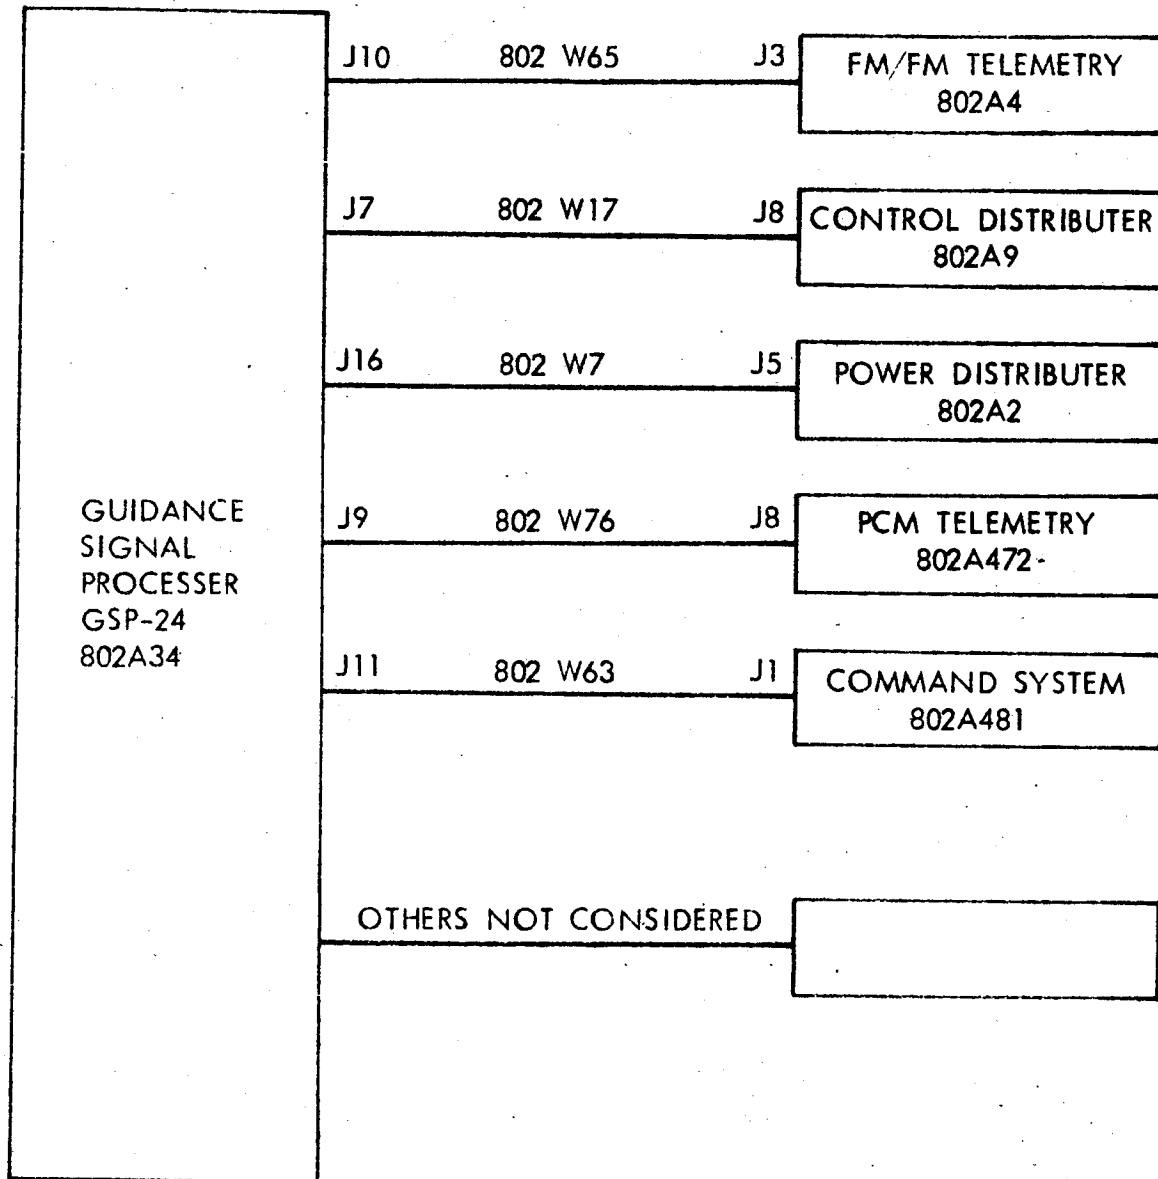 J10 802 W65 J3
FM/FM TELEMETRY
802A4
J7 802 W17 J8
CONTROL DISTRIBUTER
802A9
J16 802 W7 J5
POWER DISTRIBUTER
802A2
GUIDANCE
SIGNAL
PROCESSER
GSP-24
802A34
J9 802 W76 J8
PCM TELEMETRY
802A472
J11 802 W63 J1
COMMAND SYSTEM
802A481
OTHERS NOT CONSIDERED